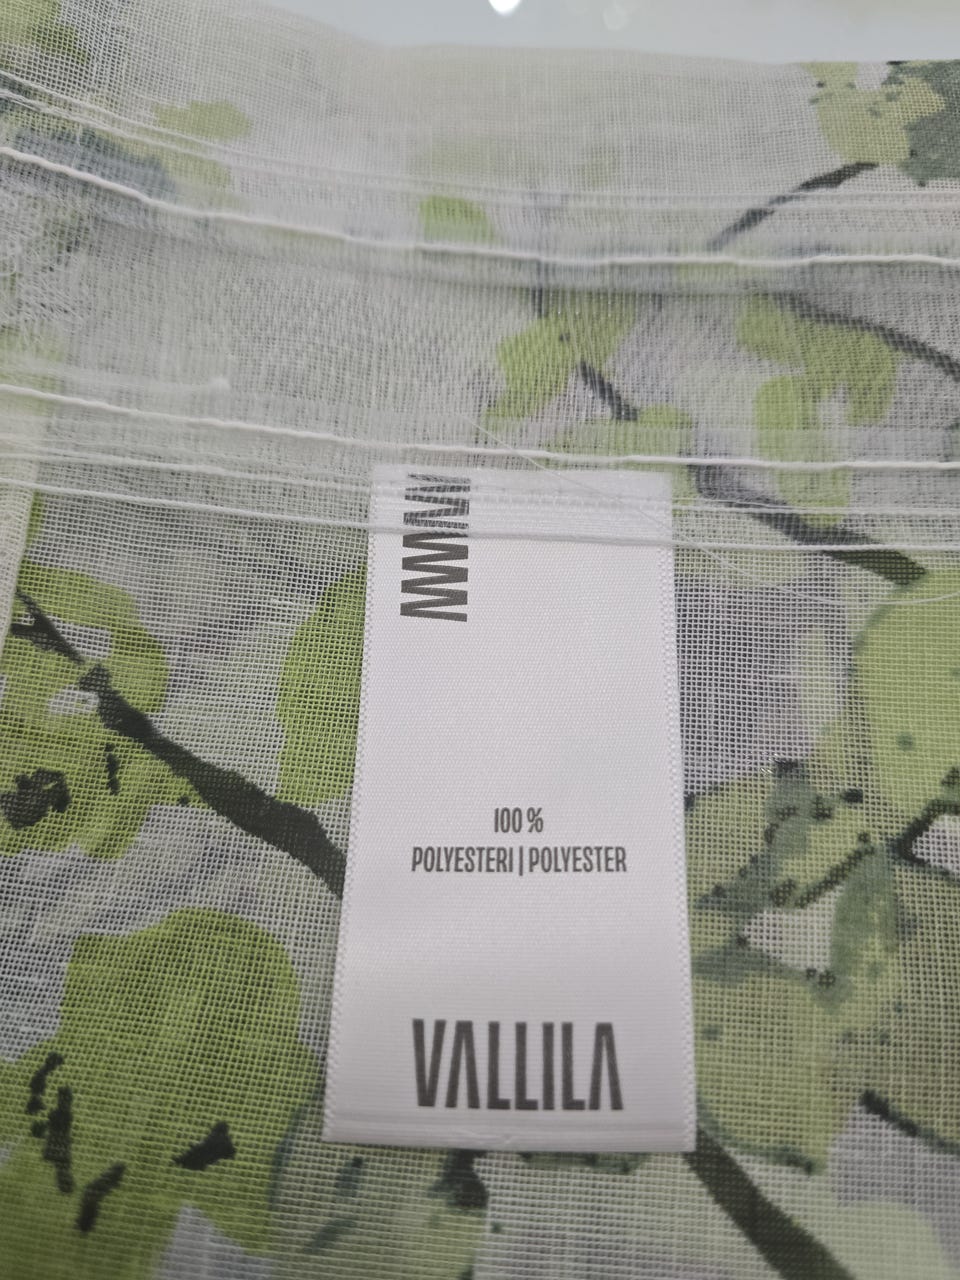 100 %
POLYESTERI | POLYESTER
VALLILA